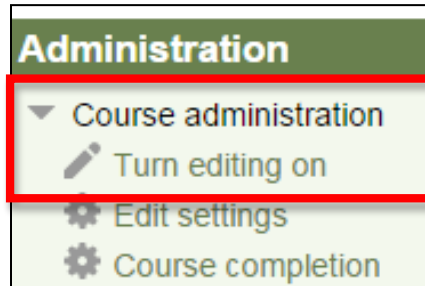 Administration
Course administration
Turn editing on
Edit settings
Course completion